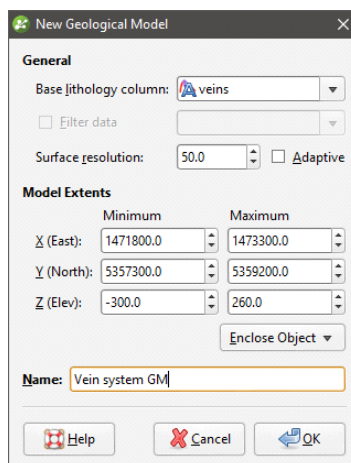 New Geological Model
General
Base lithology column: veins
Filter data
Surface resolution: 50.0 Adaptive
Model Extents
Minimum Maximum
X (East): 1471800.0 1473300.0
Y (North): 5357300.0 5359200.0
Z (Elev): -300.0 260.0
Enclose Object
Name: Vein system GM
Help Cancel OK